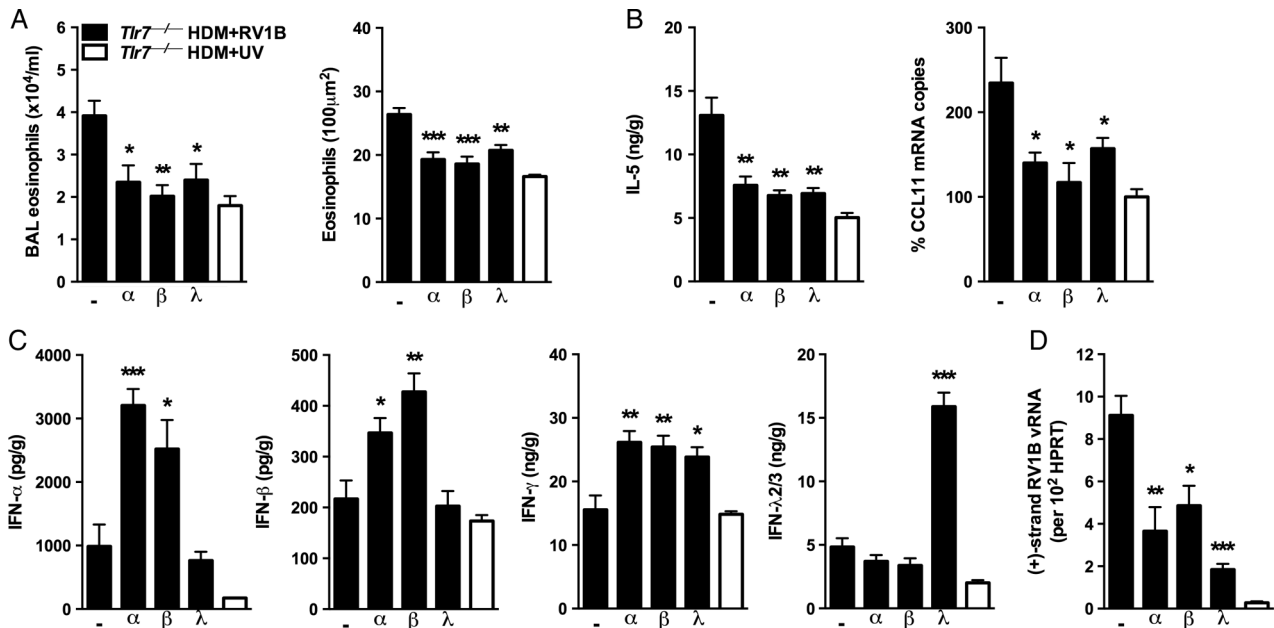 A
BAL eosinophils (x10⁴/ml)
6
5
4
3
2
1
0
Tlr7⁻/⁻ HDM+RV1B
Tlr7⁻/⁻ HDM+UV
*
**
*
- α β λ
Eosinophils (100μm²)
40
30
20
10
0
***
***
**
- α β λ
B
IL-5 (ng/g)
20
15
10
5
0
**
**
**
- α β λ
% CCL11 mRNA copies
300
200
100
0
*
*
*
- α β λ
C
IFN-α (pg/g)
4000
3000
2000
1000
0
***
*
- α β λ
IFN-β (pg/g)
500
400
300
200
100
0
*
**
- α β λ
IFN-γ (ng/g)
40
30
20
10
0
**
**
*
- α β λ
IFN-λ2/3 (ng/g)
20
15
10
5
0
***
- α β λ
D
(+)-strand RV1B vRNA
(per 10² HPRT)
12
10
8
6
4
2
0
**
*
***
- α β λ